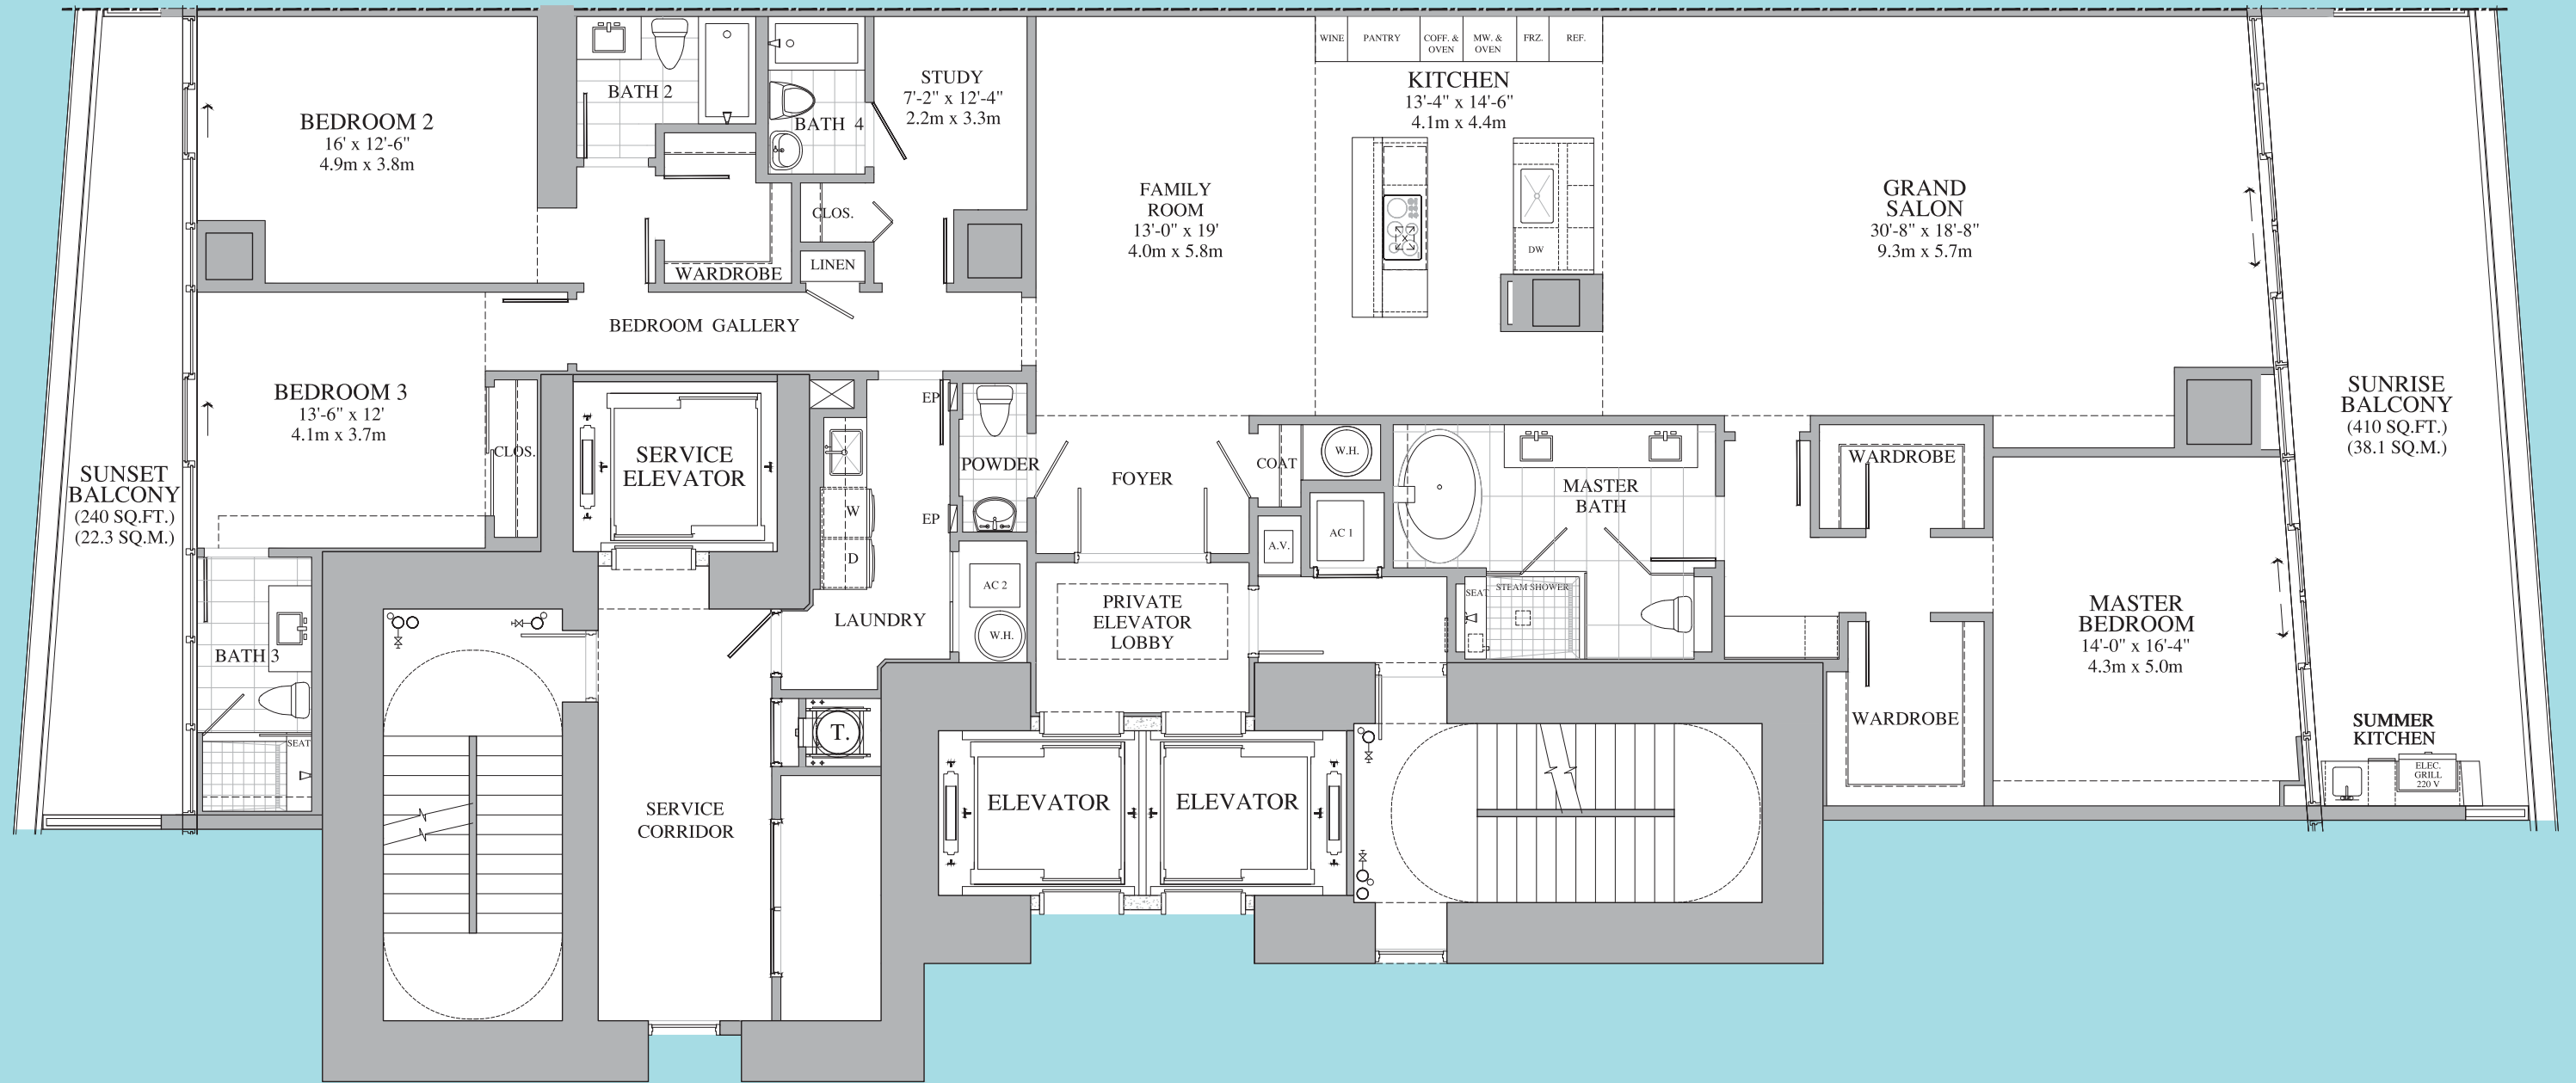 WINE
PANTRY
COFF. &
OVEN
MW. &
OVEN
FRZ.
REF.
BEDROOM 2
16' x 12'-6"
4.9m x 3.8m
BATH 2
BATH 4
STUDY
7'-2" x 12'-4"
2.2m x 3.3m
KITCHEN
13'-4" x 14'-6"
4.1m x 4.4m
FAMILY
ROOM
13'-0" x 19'
4.0m x 5.8m
GRAND
SALON
30'-8" x 18'-8"
9.3m x 5.7m
CLOS.
DW
LINEN
WARDROBE
BEDROOM GALLERY
BEDROOM 3
13'-6" x 12'
4.1m x 3.7m
CLOS.
SERVICE
ELEVATOR
EP
EP
W
D
POWDER
FOYER
COAT
W.H.
A.V.
AC 1
MASTER
BATH
WARDROBE
SUNRISE
BALCONY
(410 SQ.FT.)
(38.1 SQ.M.)
SUNSET
BALCONY
(240 SQ.FT.)
(22.3 SQ.M.)
AC 2
W.H.
LAUNDRY
PRIVATE
ELEVATOR
LOBBY
SEAT
STEAM SHOWER
MASTER
BEDROOM
14'-0" x 16'-4"
4.3m x 5.0m
BATH 3
SEAT
T.
WARDROBE
SUMMER
KITCHEN
ELEC.
GRILL
220 V
SERVICE
CORRIDOR
ELEVATOR
ELEVATOR